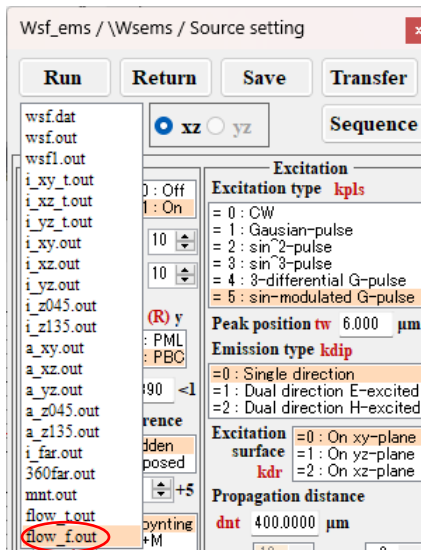 Wsf_ems / \Wsems / Source setting
Run Return Save Transfer
wsf.dat
wsf.out
wsf1.out
i_xy_t.out
i_xz_t.out
i_yz_t.out
i_xy.out
i_xz.out
i_yz.out
i_z045.out
i_z135.out
a_xy.out
a_xz.out
a_yz.out
a_z045.out
a_z135.out
i_far.out
360far.out
mnt.out
flow_t.out
flow_f.out
xz yz
Sequence
0 : Off
1 : On
10
10
(R) y
: PML
: PBC
<1
+5
+M
Excitation
Excitation type kpls
= 0 : CW
= 1 : Gausian-pulse
= 2 : sin^2-pulse
= 3 : sin^3-pulse
= 4 : 3-differential G-pulse
= 5 : sin-modulated G-pulse
Peak position tw 6.000 μm
Emission type kdip
=0 : Single direction
=1 : Dual direction E-excited
=2 : Dual direction H-excited
Excitation surface kdr
=0 : On xy-plane
=1 : On yz-plane
=2 : On xz-plane
Propagation distance
dnt 400.0000 μm